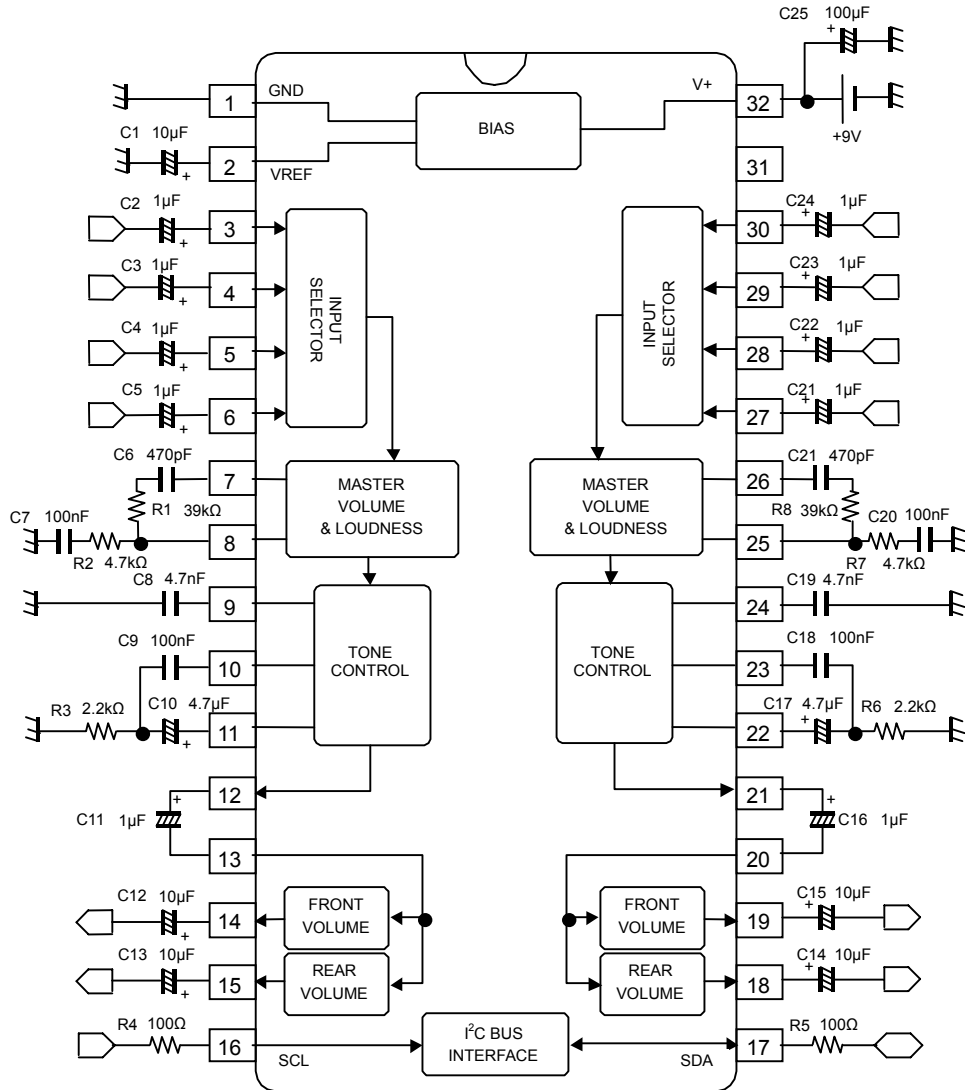 C25 100µF
+
GND
V+
1
BIAS
32
C1 10µF
+9V
+
2
VREF
31
C2 1µF
C24 1µF
+
3
30
+
C3 1µF
C23 1µF
+
4
29
+
INPUT
SELECTOR
INPUT
SELECTOR
C4 1µF
C22 1µF
+
5
28
+
C5 1µF
C21 1µF
+
6
27
+
C6 470pF
C21 470pF
7
26
R1 39kΩ
R8 39kΩ
MASTER
VOLUME
& LOUDNESS
MASTER
VOLUME
& LOUDNESS
C7 100nF
C20 100nF
8
25
R2 4.7kΩ
R7 4.7kΩ
C8 4.7nF
C19 4.7nF
9
24
C9 100nF
C18 100nF
TONE
CONTROL
TONE
CONTROL
10
23
R3 2.2kΩ
C10 4.7µF
C17 4.7µF
R6 2.2kΩ
+
11
22
+
12
21
+
+
C11 1µF
C16 1µF
13
20
C12 10µF
C15 10µF
FRONT
VOLUME
FRONT
VOLUME
+
14
19
+
C13 10µF
C14 10µF
REAR
VOLUME
REAR
VOLUME
+
15
18
+
R4 100Ω
R5 100Ω
16
SCL
I²C BUS
INTERFACE
SDA
17